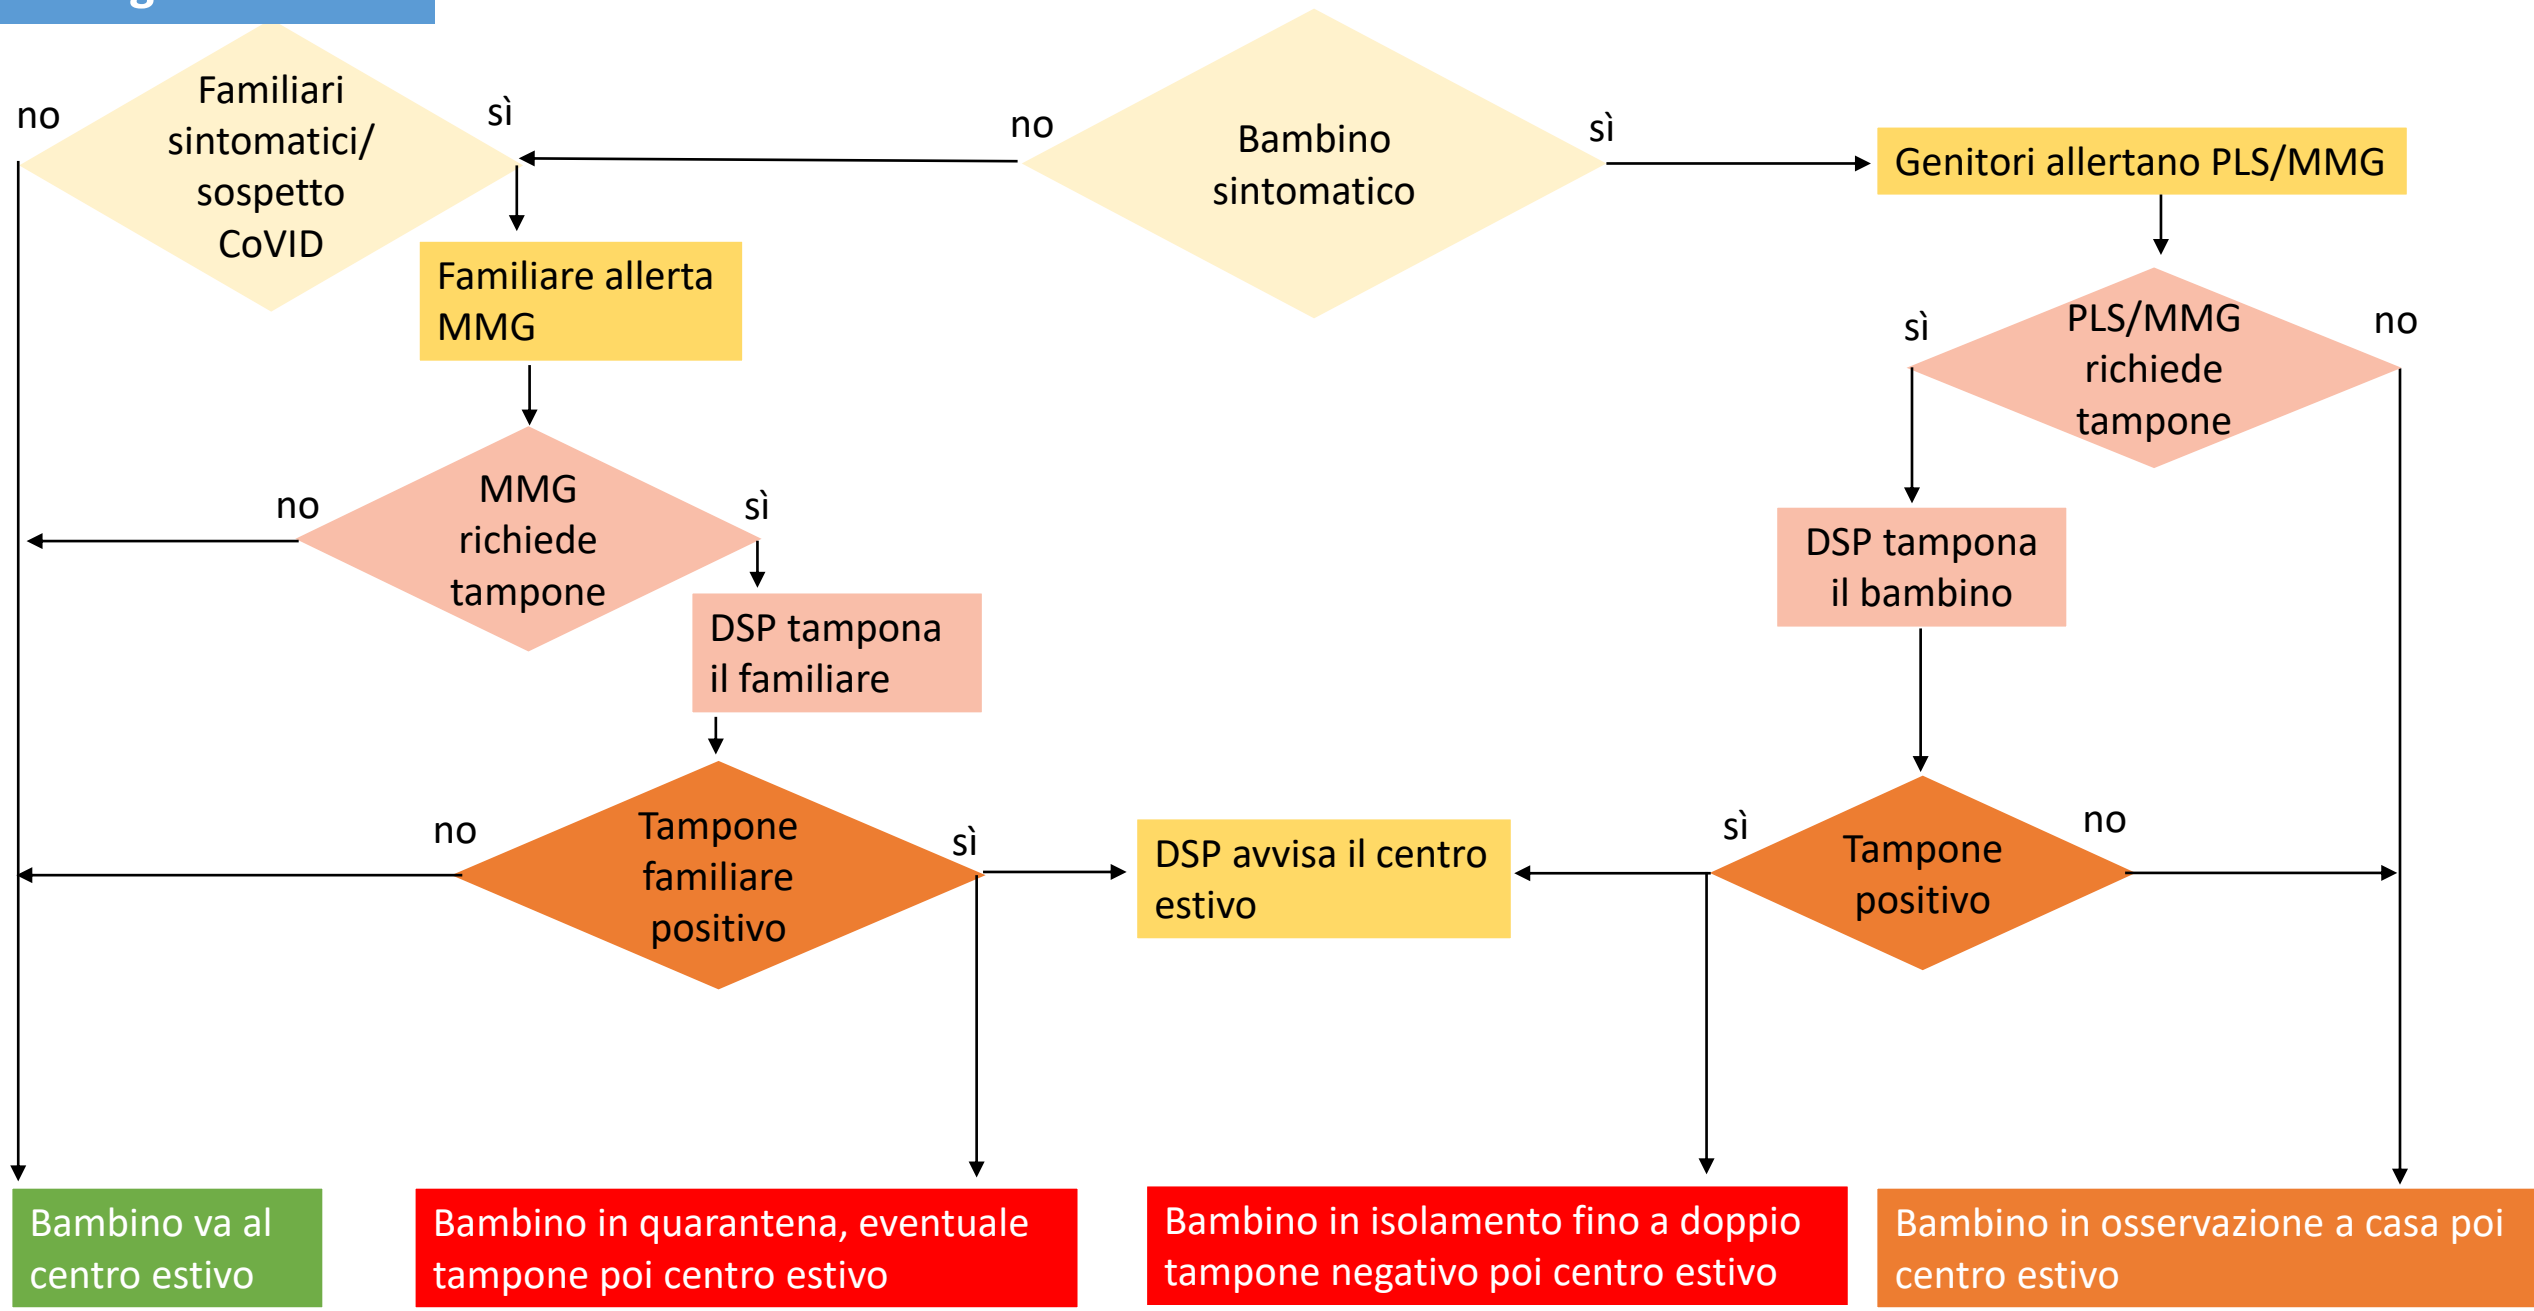 no
Familiari
sintomatici/
sospetto
CoVID
sì
no
Bambino
sintomatico
sì
Genitori allertano PLS/MMG
Familiare allerta
MMG
sì
PLS/MMG
richiede
tampone
no
no
MMG
richiede
tampone
sì
DSP tampona
il bambino
DSP tampona
il familiare
no
Tampone
familiare
positivo
sì
DSP avvisa il centro
estivo
sì
Tampone
positivo
no
Bambino va al
centro estivo
Bambino in quarantena, eventuale
tampone poi centro estivo
Bambino in isolamento fino a doppio
tampone negativo poi centro estivo
Bambino in osservazione a casa poi
centro estivo